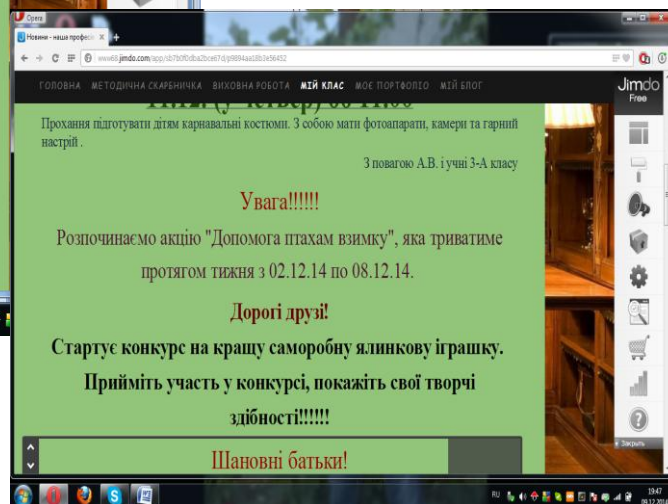 Opera
Новини - наша професі
www68.jimdo.com/app/
ГОЛОВНА МЕТОДИЧНА СКАРБНИЧКА ВИХОВНА РОБОТА МІЙ КЛАС МОЄ ПОРТФОЛІО МІЙ БЛОГ
Jimdo
Free
Прохання підготувати дітям карнавальні костюми. З собою мати фотоапарати, камери та гарний
настрій .
З повагою А.В. і учні 3-А класу
Увага!!!!!!
Розпочинаємо акцію "Допомога птахам взимку", яка триватиме
протягом тижня з 02.12.14 по 08.12.14.
Дорогі друзі!
Стартує конкурс на кращу саморобну ялинкову іграшку.
Прийміть участь у конкурсі, покажіть свої творчі
здібності!!!!!!
Шановні батьки!
Закрыть
RU
19:47